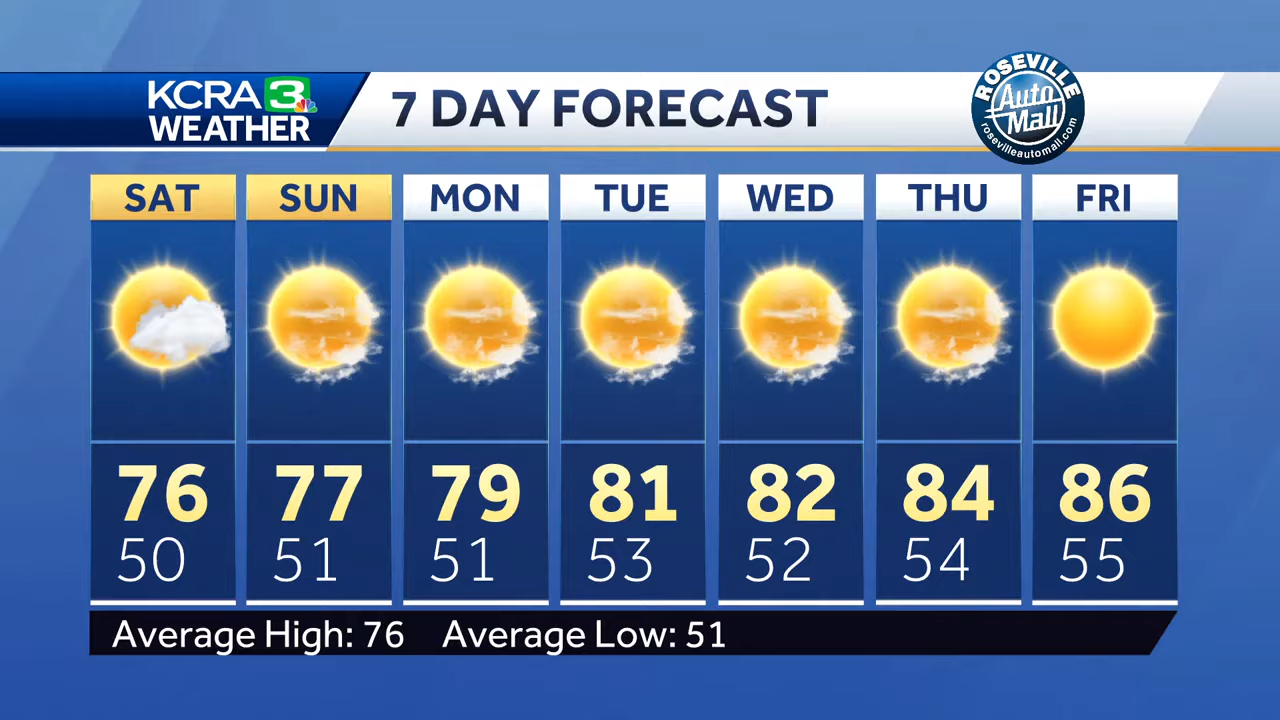 KCRA 3
WEATHER
7 DAY FORECAST
ROSEVILLE
Auto
Mall
rosevilleautomall.com
SAT SUN MON TUE WED THU FRI
76 77 79 81 82 84 86
50 51 51 53 52 54 55
Average High: 76 Average Low: 51